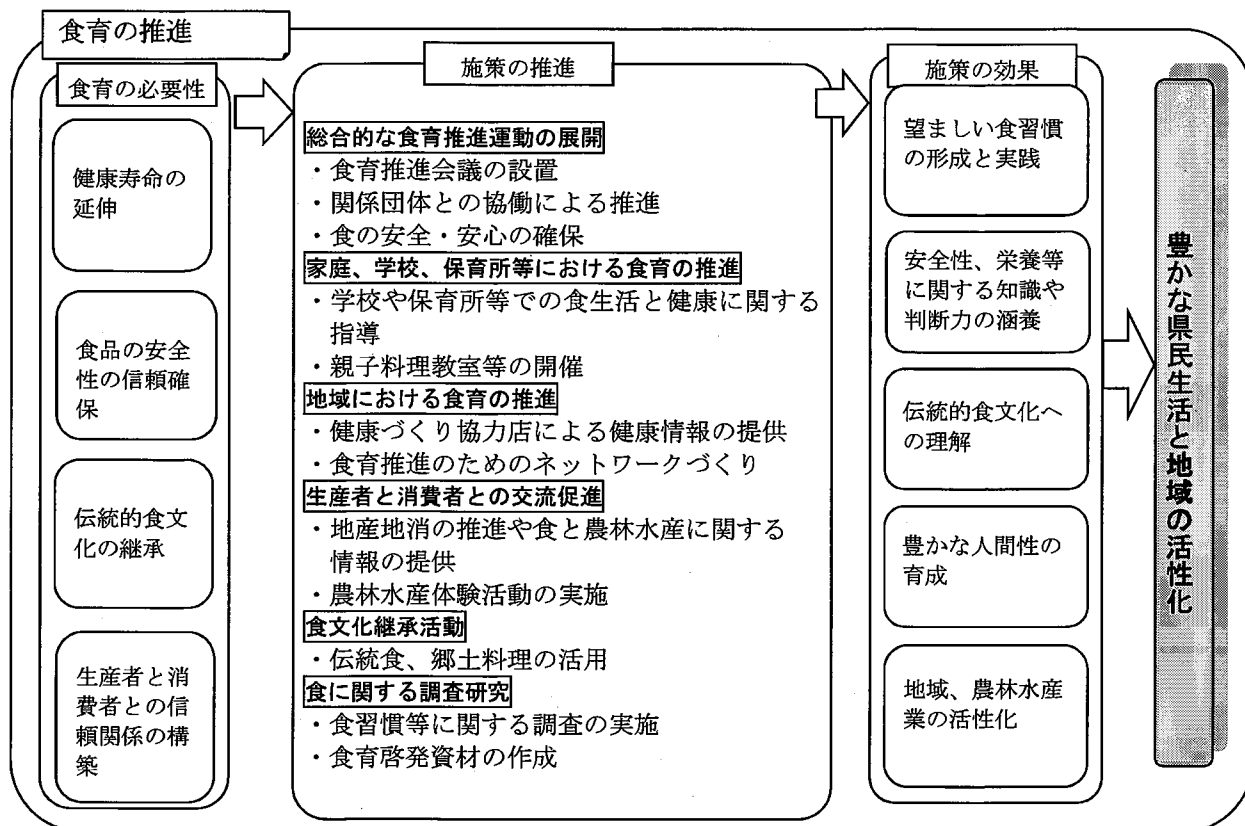 食育の推進
食育の必要性
健康寿命の
延伸
食品の安全
性の信頼確
保
伝統的食文
化の継承
生産者と消
費者との信
頼関係の構
築
施策の推進
総合的な食育推進運動の展開
・食育推進会議の設置
・関係団体との協働による推進
・食の安全・安心の確保
家庭、学校、保育所等における食育の推進
・学校や保育所等での食生活と健康に関する
指導
・親子料理教室等の開催
地域における食育の推進
・健康づくり協力店による健康情報の提供
・食育推進のためのネットワークづくり
生産者と消費者との交流促進
・地産地消の推進や食と農林水産に関する
情報の提供
・農林水産体験活動の実施
食文化継承活動
・伝統食、郷土料理の活用
食に関する調査研究
・食習慣等に関する調査の実施
・食育啓発資材の作成
施策の効果
望ましい食習慣
の形成と実践
安全性、栄養等
に関する知識や
判断力の涵養
伝統的食文化へ
の理解
豊かな人間性の
育成
地域、農林水産
業の活性化
豊かな県民生活と地域の活性化